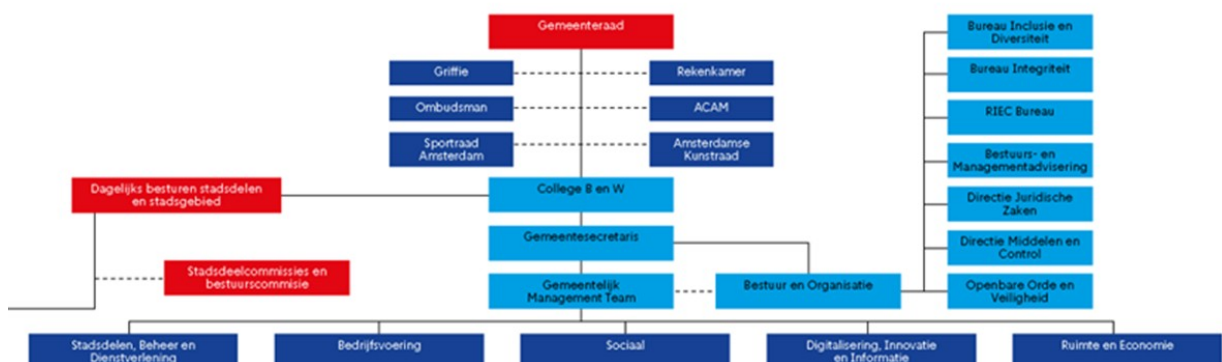 Gemeenteraad
Griffie
Rekenkamer
Ombudsman
ACAM
Sportraad
Amsterdam
Amsterdamse
Kunstraad
Dagelijks besturen stadsdelen
en stadsgebied
College B en W
Gemeentesecretaris
Stadsdeelcommissies en
bestuurscommisie
Gemeentelijk
Management Team
Bestuur en Organisatie
Bureau Inclusie en
Diversiteit
Bureau Integriteit
RIEC Bureau
Bestuurs- en
Managementadvisering
Directie Juridische
Zaken
Directie Middelen en
Control
Openbare Orde en
Veiligheid
Stadsdelen, Beheer en
Dienstverlening
Bedrijfsvoering
Sociaal
Digitalisering, Innovatie
en Informatie
Ruimte en Economie